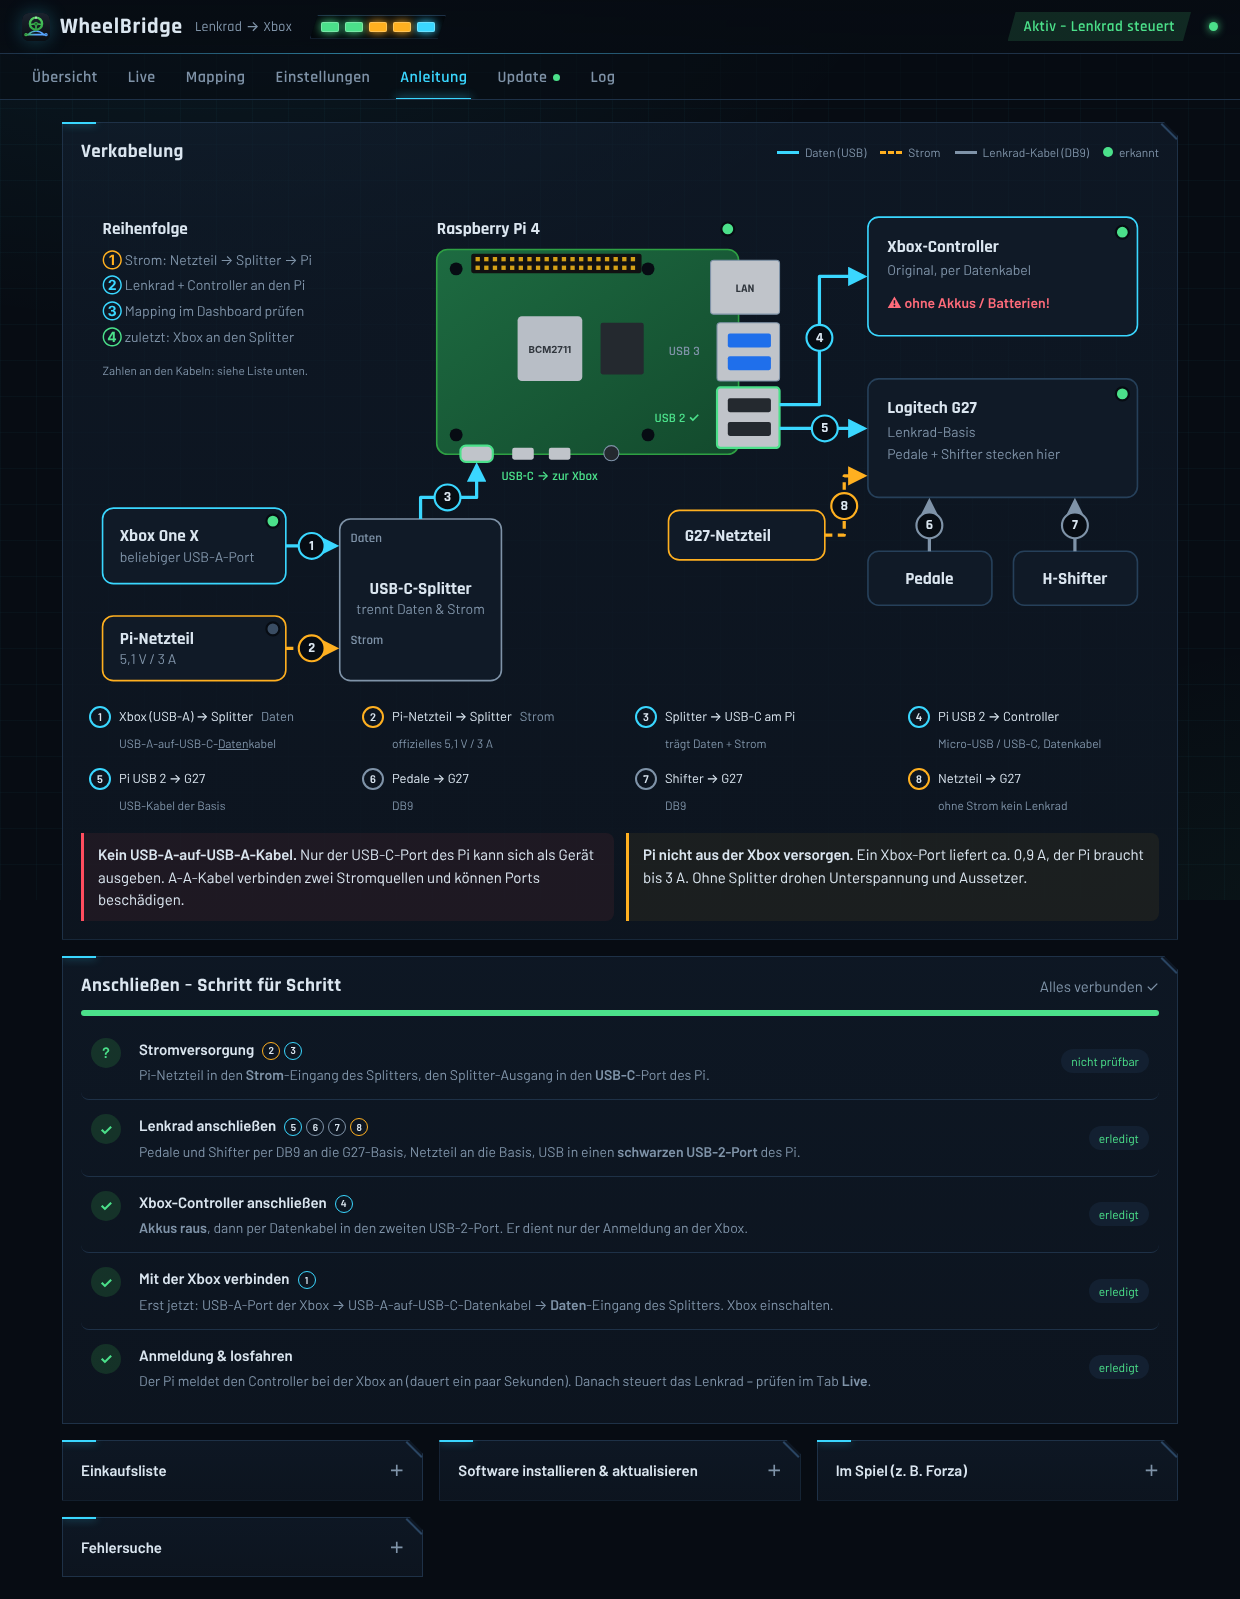 WheelBridge Lenkrad → Xbox
Aktiv – Lenkrad steuert
Übersicht Live Mapping Einstellungen Anleitung Update Log
Verkabelung
Daten (USB) Strom Lenkrad-Kabel (DB9) erkannt
Reihenfolge
1 Strom: Netzteil → Splitter → Pi
2 Lenkrad + Controller an den Pi
3 Mapping im Dashboard prüfen
4 zuletzt: Xbox an den Splitter
Zahlen an den Kabeln: siehe Liste unten.
Raspberry Pi 4
LAN
BCM2711
USB 3
USB 2 ✓
USB-C → zur Xbox
Xbox-Controller
Original, per Datenkabel
⚠ ohne Akkus / Batterien!
4
Logitech G27
Lenkrad-Basis
Pedale + Shifter stecken hier
5
3
8
6
7
G27-Netzteil
Pedale
H-Shifter
Xbox One X
beliebiger USB-A-Port
1
Daten
USB-C-Splitter
trennt Daten & Strom
Strom
Pi-Netzteil
5,1 V / 3 A
2
1 Xbox (USB-A) → Splitter Daten
USB-A-auf-USB-C-Datenkabel
2 Pi-Netzteil → Splitter Strom
offizielles 5,1 V / 3 A
3 Splitter → USB-C am Pi
trägt Daten + Strom
4 Pi USB 2 → Controller
Micro-USB / USB-C, Datenkabel
5 Pi USB 2 → G27
USB-Kabel der Basis
6 Pedale → G27
DB9
7 Shifter → G27
DB9
8 Netzteil → G27
ohne Strom kein Lenkrad
Kein USB-A-auf-USB-A-Kabel. Nur der USB-C-Port des Pi kann sich als Gerät
ausgeben. A-A-Kabel verbinden zwei Stromquellen und können Ports
beschädigen.
Pi nicht aus der Xbox versorgen. Ein Xbox-Port liefert ca. 0,9 A, der Pi braucht
bis 3 A. Ohne Splitter drohen Unterspannung und Aussetzer.
Anschließen – Schritt für Schritt
Alles verbunden ✓
? Stromversorgung 2 3
Pi-Netzteil in den Strom-Eingang des Splitters, den Splitter-Ausgang in den USB-C-Port des Pi.
nicht prüfbar
✓ Lenkrad anschließen 5 6 7 8
Pedale und Shifter per DB9 an die G27-Basis, Netzteil an die Basis, USB in einen schwarzen USB-2-Port des Pi.
erledigt
✓ Xbox-Controller anschließen 4
Akkus raus, dann per Datenkabel in den zweiten USB-2-Port. Er dient nur der Anmeldung an der Xbox.
erledigt
✓ Mit der Xbox verbinden 1
Erst jetzt: USB-A-Port der Xbox → USB-A-auf-USB-C-Datenkabel → Daten-Eingang des Splitters. Xbox einschalten.
erledigt
✓ Anmeldung & losfahren
Der Pi meldet den Controller bei der Xbox an (dauert ein paar Sekunden). Danach steuert das Lenkrad – prüfen im Tab Live.
erledigt
Einkaufsliste +
Software installieren & aktualisieren +
Im Spiel (z. B. Forza) +
Fehlersuche +